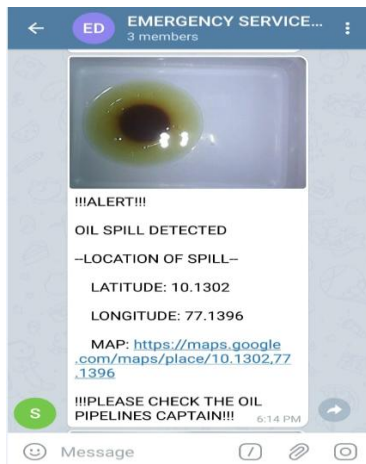 ED
EMERGENCY SERVICE...
3 members
!!!ALERT!!!
OIL SPILL DETECTED
--LOCATION OF SPILL--
LATITUDE: 10.1302
LONGITUDE: 77.1396
MAP: https://maps.google
.com/maps/place/10.1302,77
.1396
!!!PLEASE CHECK THE OIL
PIPELINES CAPTAIN!!!
6:14 PM
S
Message